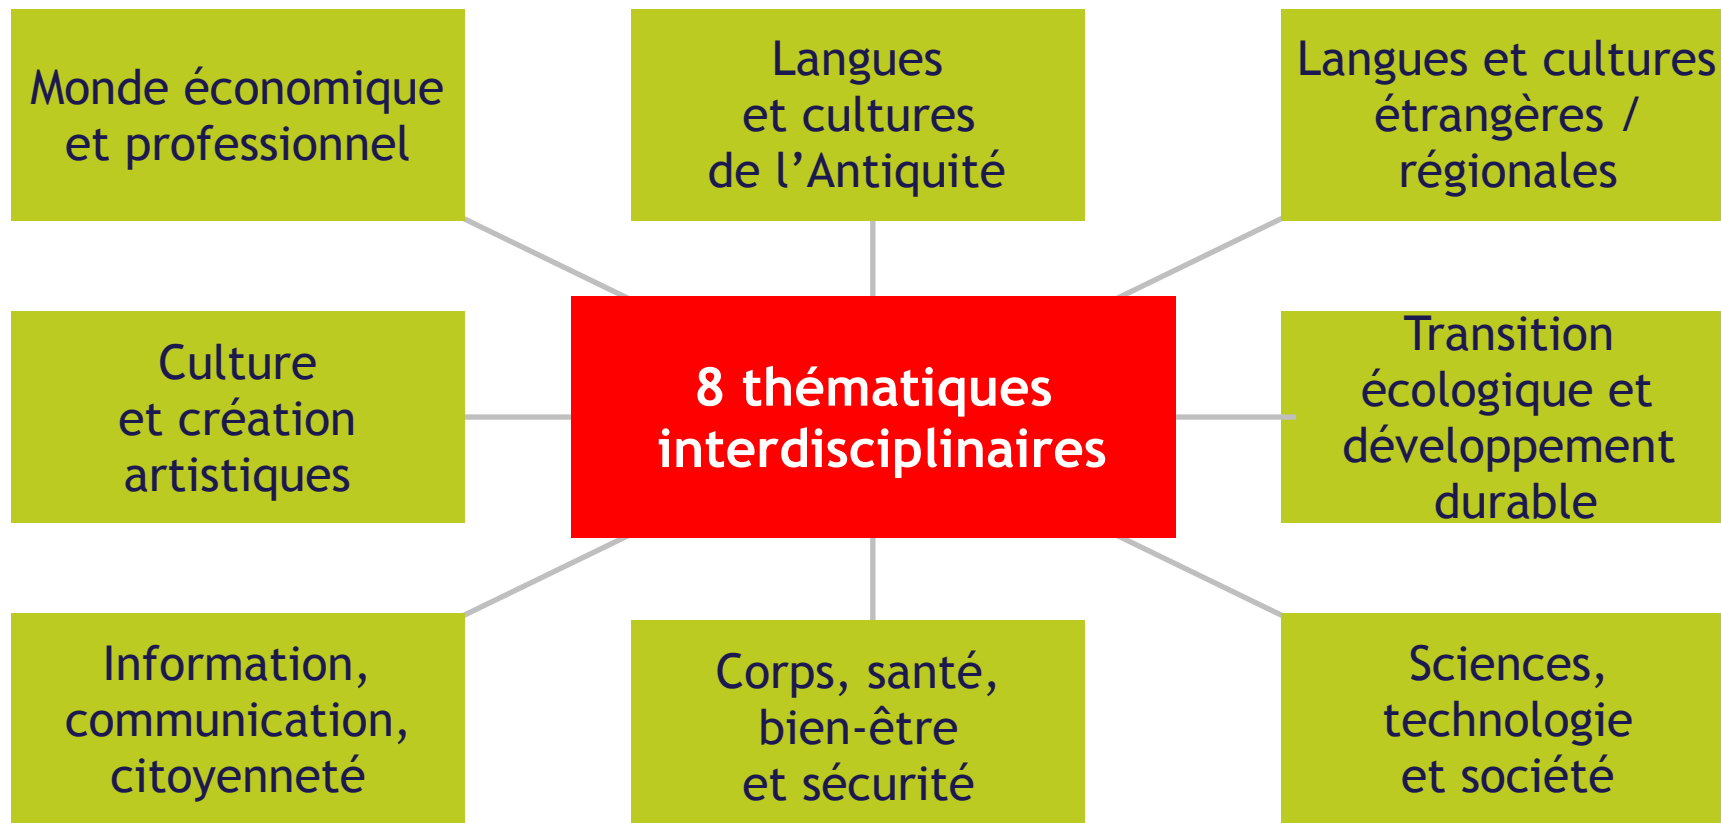 Monde économique
et professionnel
Langues
et cultures
de l’Antiquité
Langues et cultures
étrangères /
régionales
Culture
et création
artistiques
8 thématiques
interdisciplinaires
Transition
écologique et
développement
durable
Information,
communication,
citoyenneté
Corps, santé,
bien-être
et sécurité
Sciences,
technologie
et société